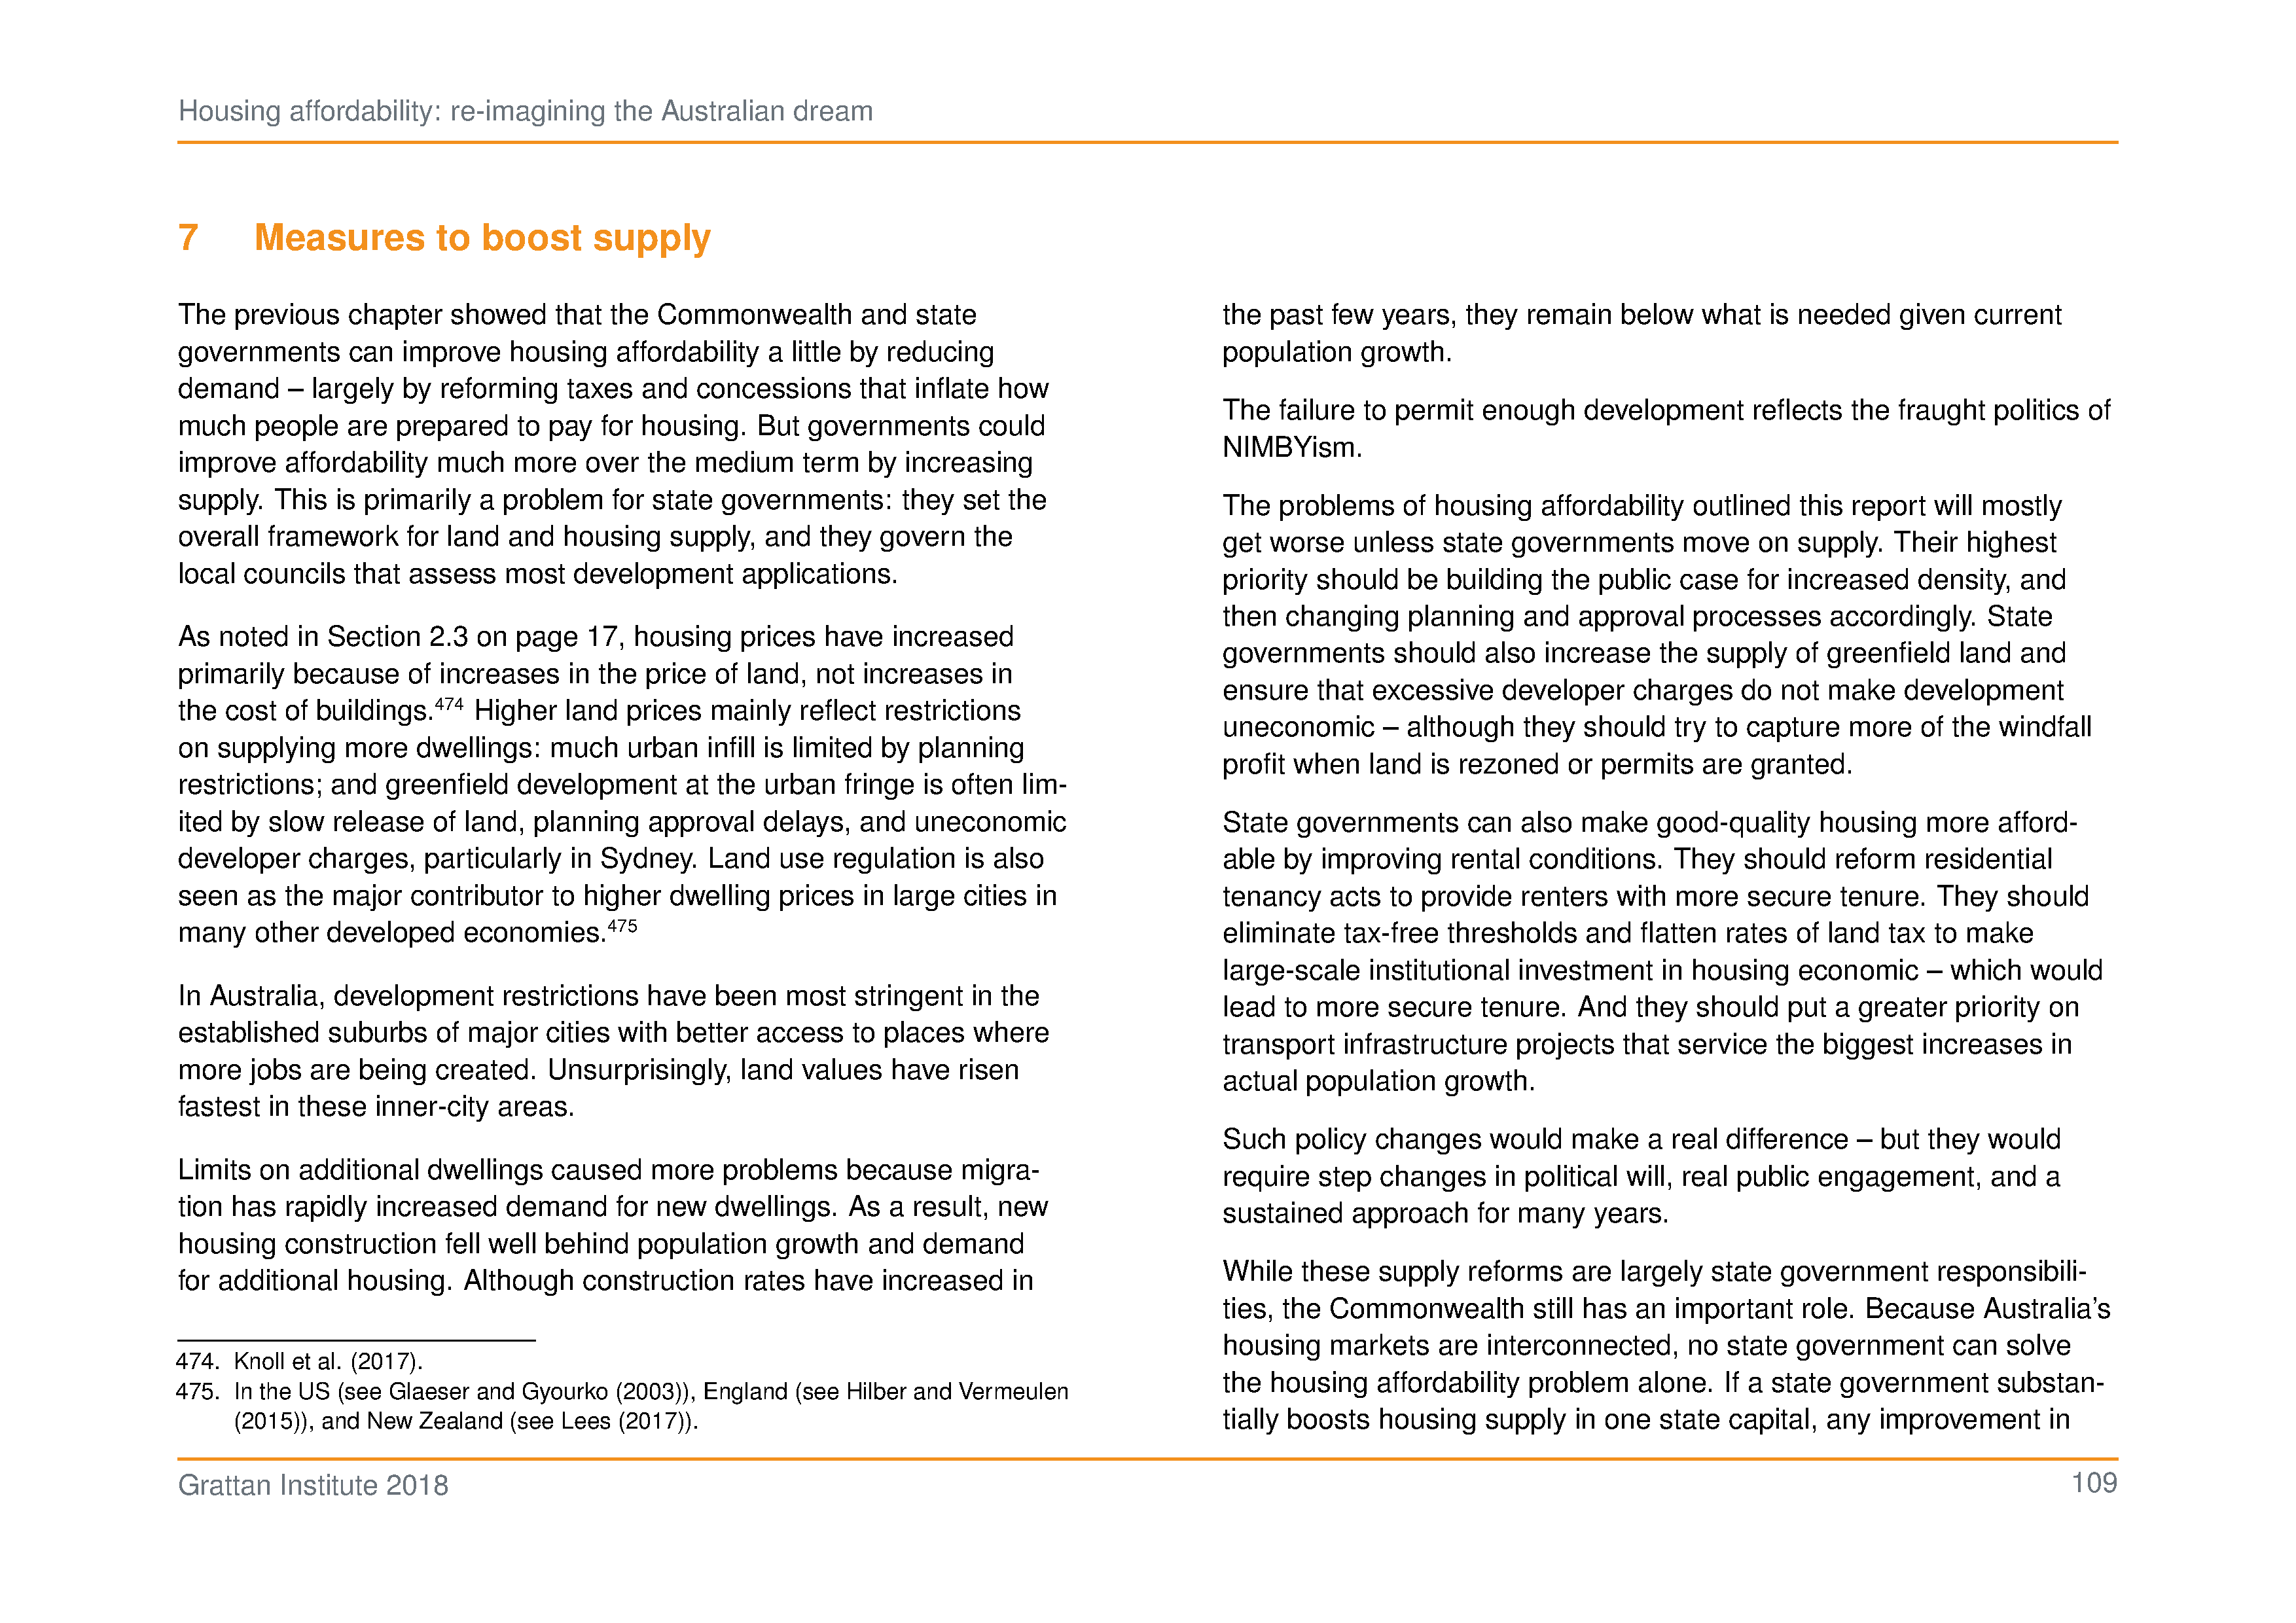 Housing affordability: re-imagining the Australian dream
7 Measures to boost supply
The previous chapter showed that the Commonwealth and state
governments can improve housing affordability a little by reducing
demand – largely by reforming taxes and concessions that inflate how
much people are prepared to pay for housing. But governments could
improve affordability much more over the medium term by increasing
supply. This is primarily a problem for state governments: they set the
overall framework for land and housing supply, and they govern the
local councils that assess most development applications.
As noted in Section 2.3 on page 17, housing prices have increased
primarily because of increases in the price of land, not increases in
the cost of buildings.474 Higher land prices mainly reflect restrictions
on supplying more dwellings: much urban infill is limited by planning
restrictions; and greenfield development at the urban fringe is often lim-
ited by slow release of land, planning approval delays, and uneconomic
developer charges, particularly in Sydney. Land use regulation is also
seen as the major contributor to higher dwelling prices in large cities in
many other developed economies.475
In Australia, development restrictions have been most stringent in the
established suburbs of major cities with better access to places where
more jobs are being created. Unsurprisingly, land values have risen
fastest in these inner-city areas.
Limits on additional dwellings caused more problems because migra-
tion has rapidly increased demand for new dwellings. As a result, new
housing construction fell well behind population growth and demand
for additional housing. Although construction rates have increased in
474. Knoll et al. (2017).
475. In the US (see Glaeser and Gyourko (2003)), England (see Hilber and Vermeulen
(2015)), and New Zealand (see Lees (2017)).
the past few years, they remain below what is needed given current
population growth.
The failure to permit enough development reflects the fraught politics of
NIMBYism.
The problems of housing affordability outlined this report will mostly
get worse unless state governments move on supply. Their highest
priority should be building the public case for increased density, and
then changing planning and approval processes accordingly. State
governments should also increase the supply of greenfield land and
ensure that excessive developer charges do not make development
uneconomic – although they should try to capture more of the windfall
profit when land is rezoned or permits are granted.
State governments can also make good-quality housing more afford-
able by improving rental conditions. They should reform residential
tenancy acts to provide renters with more secure tenure. They should
eliminate tax-free thresholds and flatten rates of land tax to make
large-scale institutional investment in housing economic – which would
lead to more secure tenure. And they should put a greater priority on
transport infrastructure projects that service the biggest increases in
actual population growth.
Such policy changes would make a real difference – but they would
require step changes in political will, real public engagement, and a
sustained approach for many years.
While these supply reforms are largely state government responsibili-
ties, the Commonwealth still has an important role. Because Australia's
housing markets are interconnected, no state government can solve
the housing affordability problem alone. If a state government substan-
tially boosts housing supply in one state capital, any improvement in
Grattan Institute 2018
109